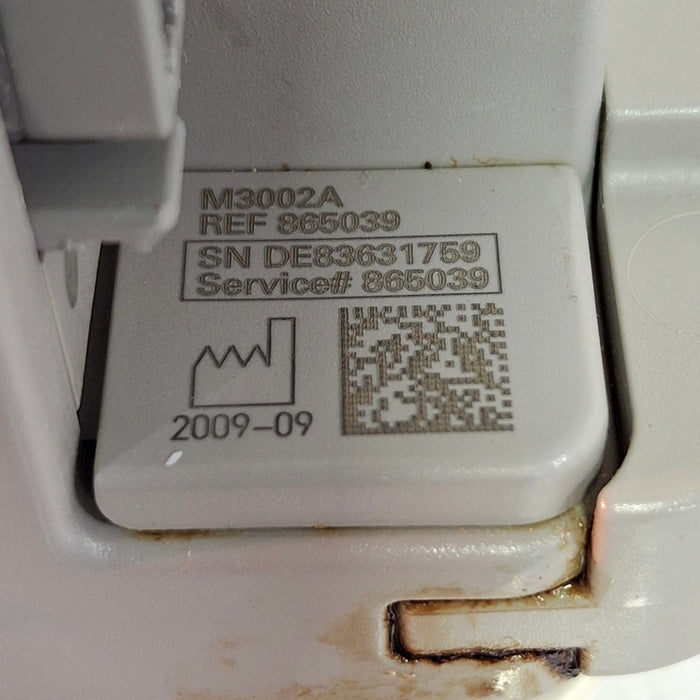 M3002A
REF 865039
SN DE83631759
Service# 865039
2009-09